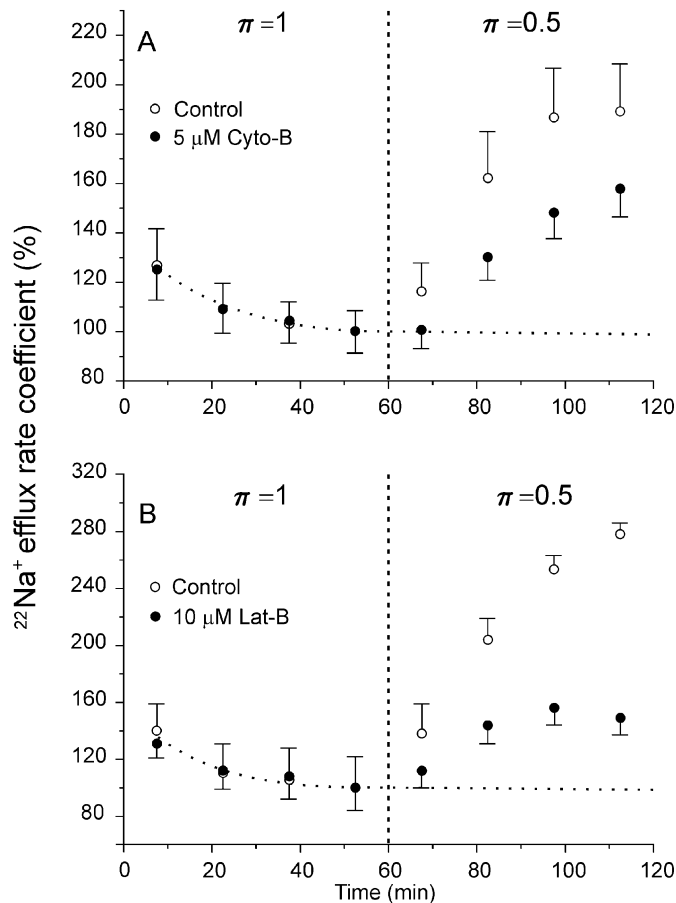 ²²Na⁺ efflux rate coefficient (%)
A
π =1
π =0.5
Control
5 μM Cyto-B
220
200
180
160
140
120
100
80
0 20 40 60 80 100 120
B
π =1
π =0.5
Control
10 μM Lat-B
320
280
240
200
160
120
80
0 20 40 60 80 100 120
Time (min)